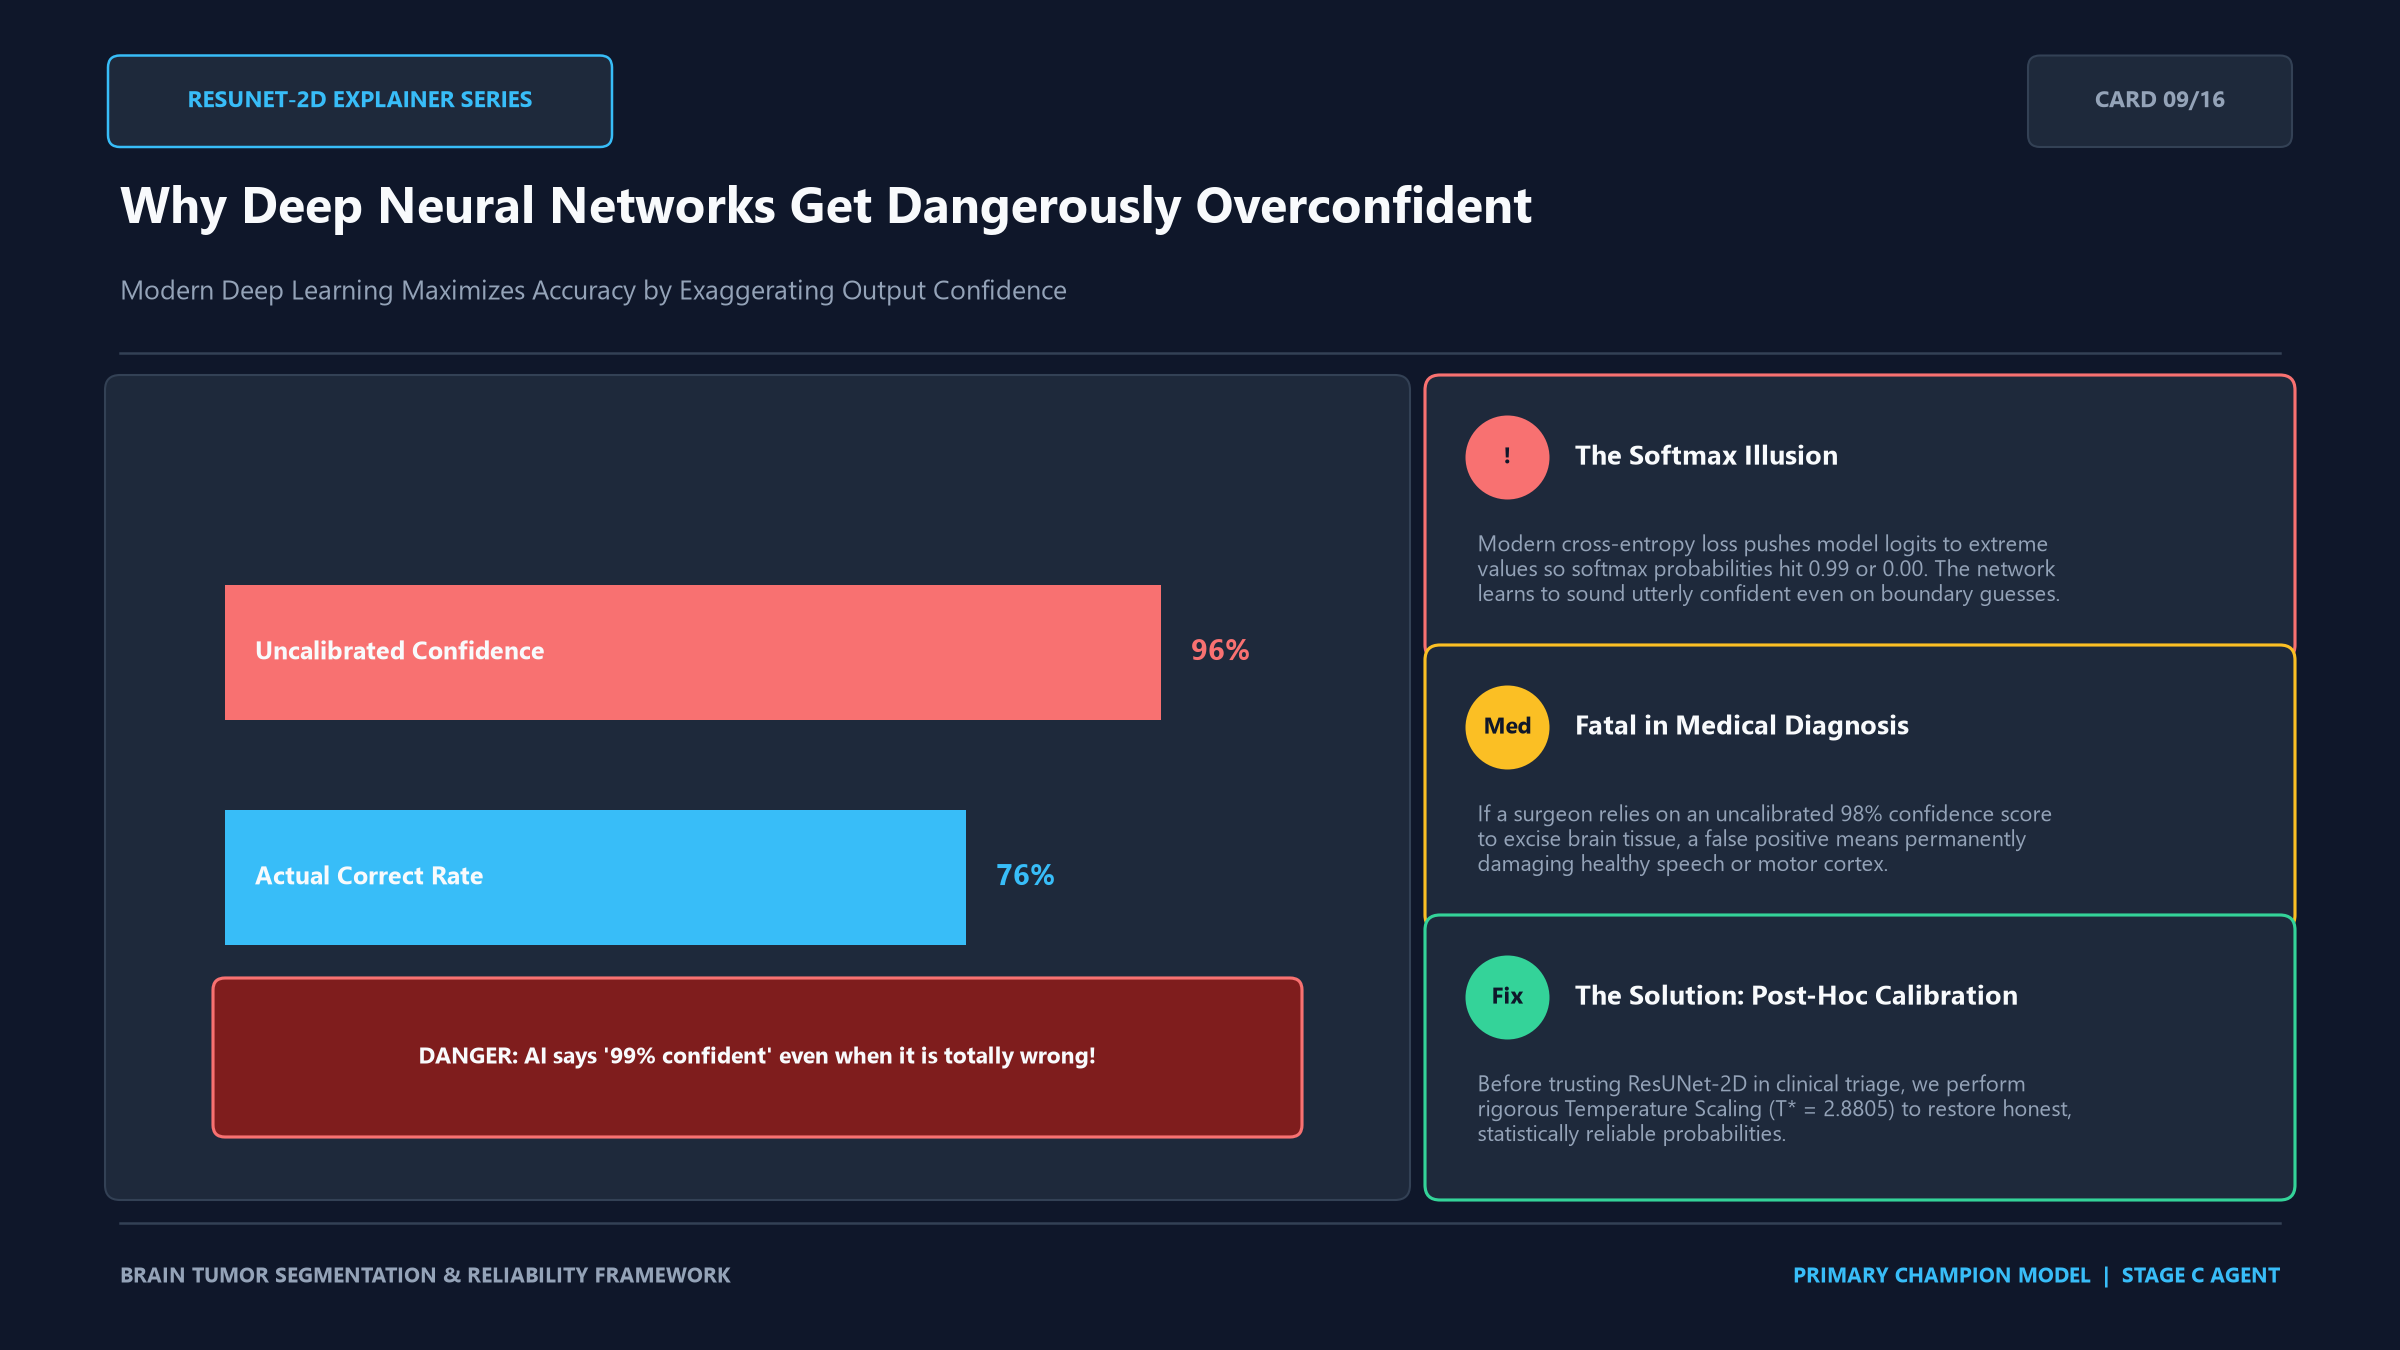 RESUNET-2D EXPLAINER SERIES
CARD 09/16
Why Deep Neural Networks Get Dangerously Overconfident
Modern Deep Learning Maximizes Accuracy by Exaggerating Output Confidence
Uncalibrated Confidence
96%
Actual Correct Rate
76%
DANGER: AI says '99% confident' even when it is totally wrong!
!
The Softmax Illusion
Modern cross-entropy loss pushes model logits to extreme
values so softmax probabilities hit 0.99 or 0.00. The network
learns to sound utterly confident even on boundary guesses.
Med
Fatal in Medical Diagnosis
If a surgeon relies on an uncalibrated 98% confidence score
to excise brain tissue, a false positive means permanently
damaging healthy speech or motor cortex.
Fix
The Solution: Post-Hoc Calibration
Before trusting ResUNet-2D in clinical triage, we perform
rigorous Temperature Scaling (T* = 2.8805) to restore honest,
statistically reliable probabilities.
BRAIN TUMOR SEGMENTATION & RELIABILITY FRAMEWORK
PRIMARY CHAMPION MODEL | STAGE C AGENT